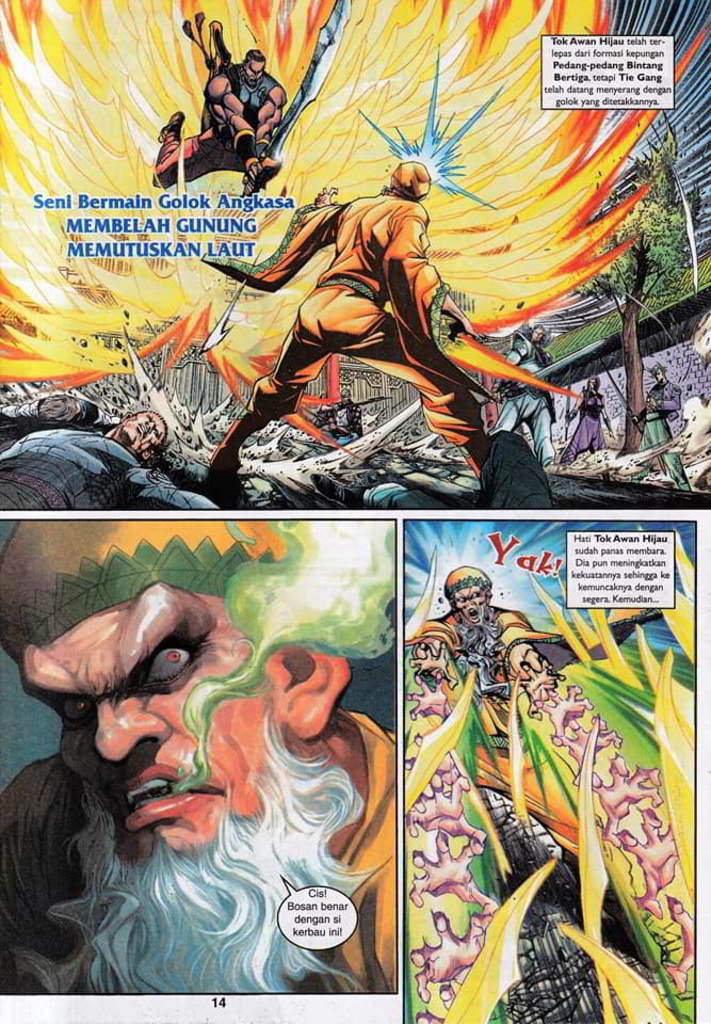 Tok Awan Hijau telah ter-
lepas dari formasi kepungan
Pedang-pedang Bintang
Bertiga, tetapi Tie Gang
telah datang menyerang dengan
golok yang ditetakkannya.
Seni Bermain Golok Angkasa
MEMBELAH GUNUNG
MEMUTUSKAN LAUT
Cis!
Bosan benar
dengan si
kerbau ini!
Yak!
Hati Tok Awan Hijau
sudah panas membara.
Dia pun meningkatkan
kekuatannya sehingga ke
kemuncaknya dengan
segera. Kemudian...
14